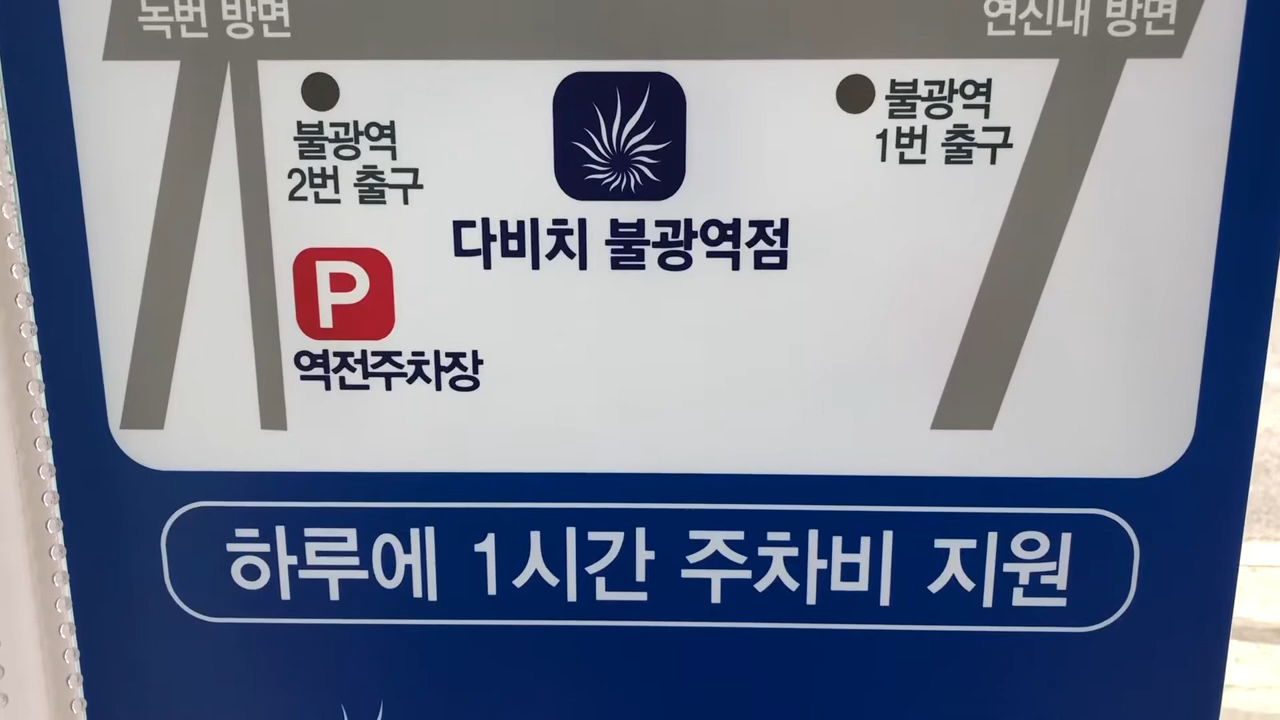 녹번 방면
연신내 방면
불광역
2번 출구
불광역
1번 출구
다비치 불광역점
P
역전주차장
하루에 1시간 주차비 지원